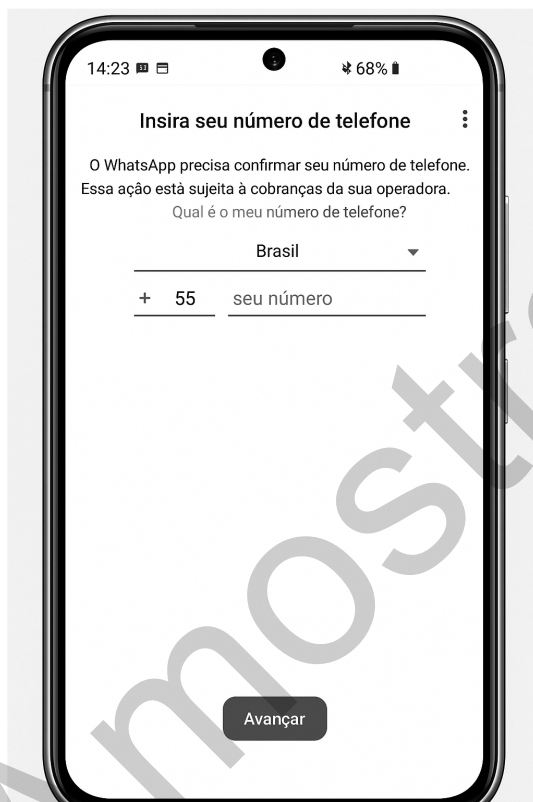 14:23
68%
Insira seu número de telefone
O WhatsApp precisa confirmar seu número de telefone.
Essa ação està sujeita à cobranças da sua operadora.
Qual é o meu número de telefone?
Brasil
+ 55 seu número
Avançar
Amostra